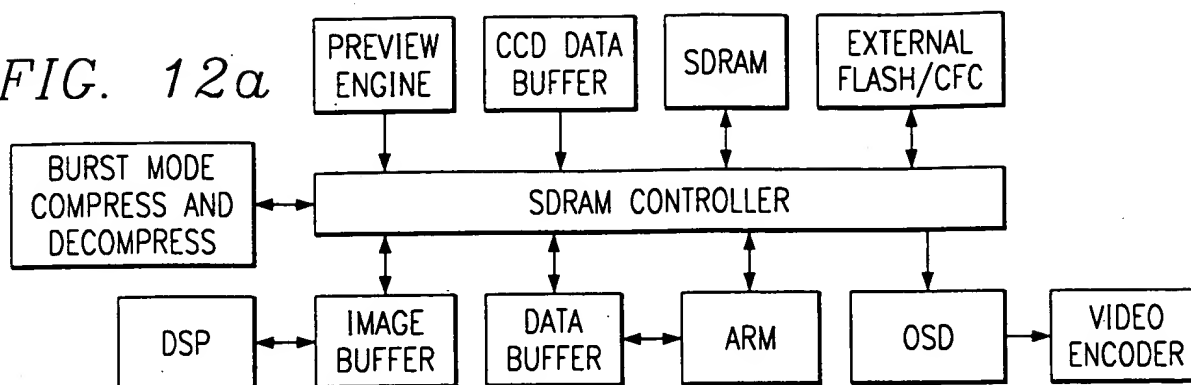 FIG. 12a
PREVIEW
ENGINE
CCD DATA
BUFFER
SDRAM
EXTERNAL
FLASH/CFC
BURST MODE
COMPRESS AND
DECOMPRESS
SDRAM CONTROLLER
DSP
IMAGE
BUFFER
DATA
BUFFER
ARM
OSD
VIDEO
ENCODER